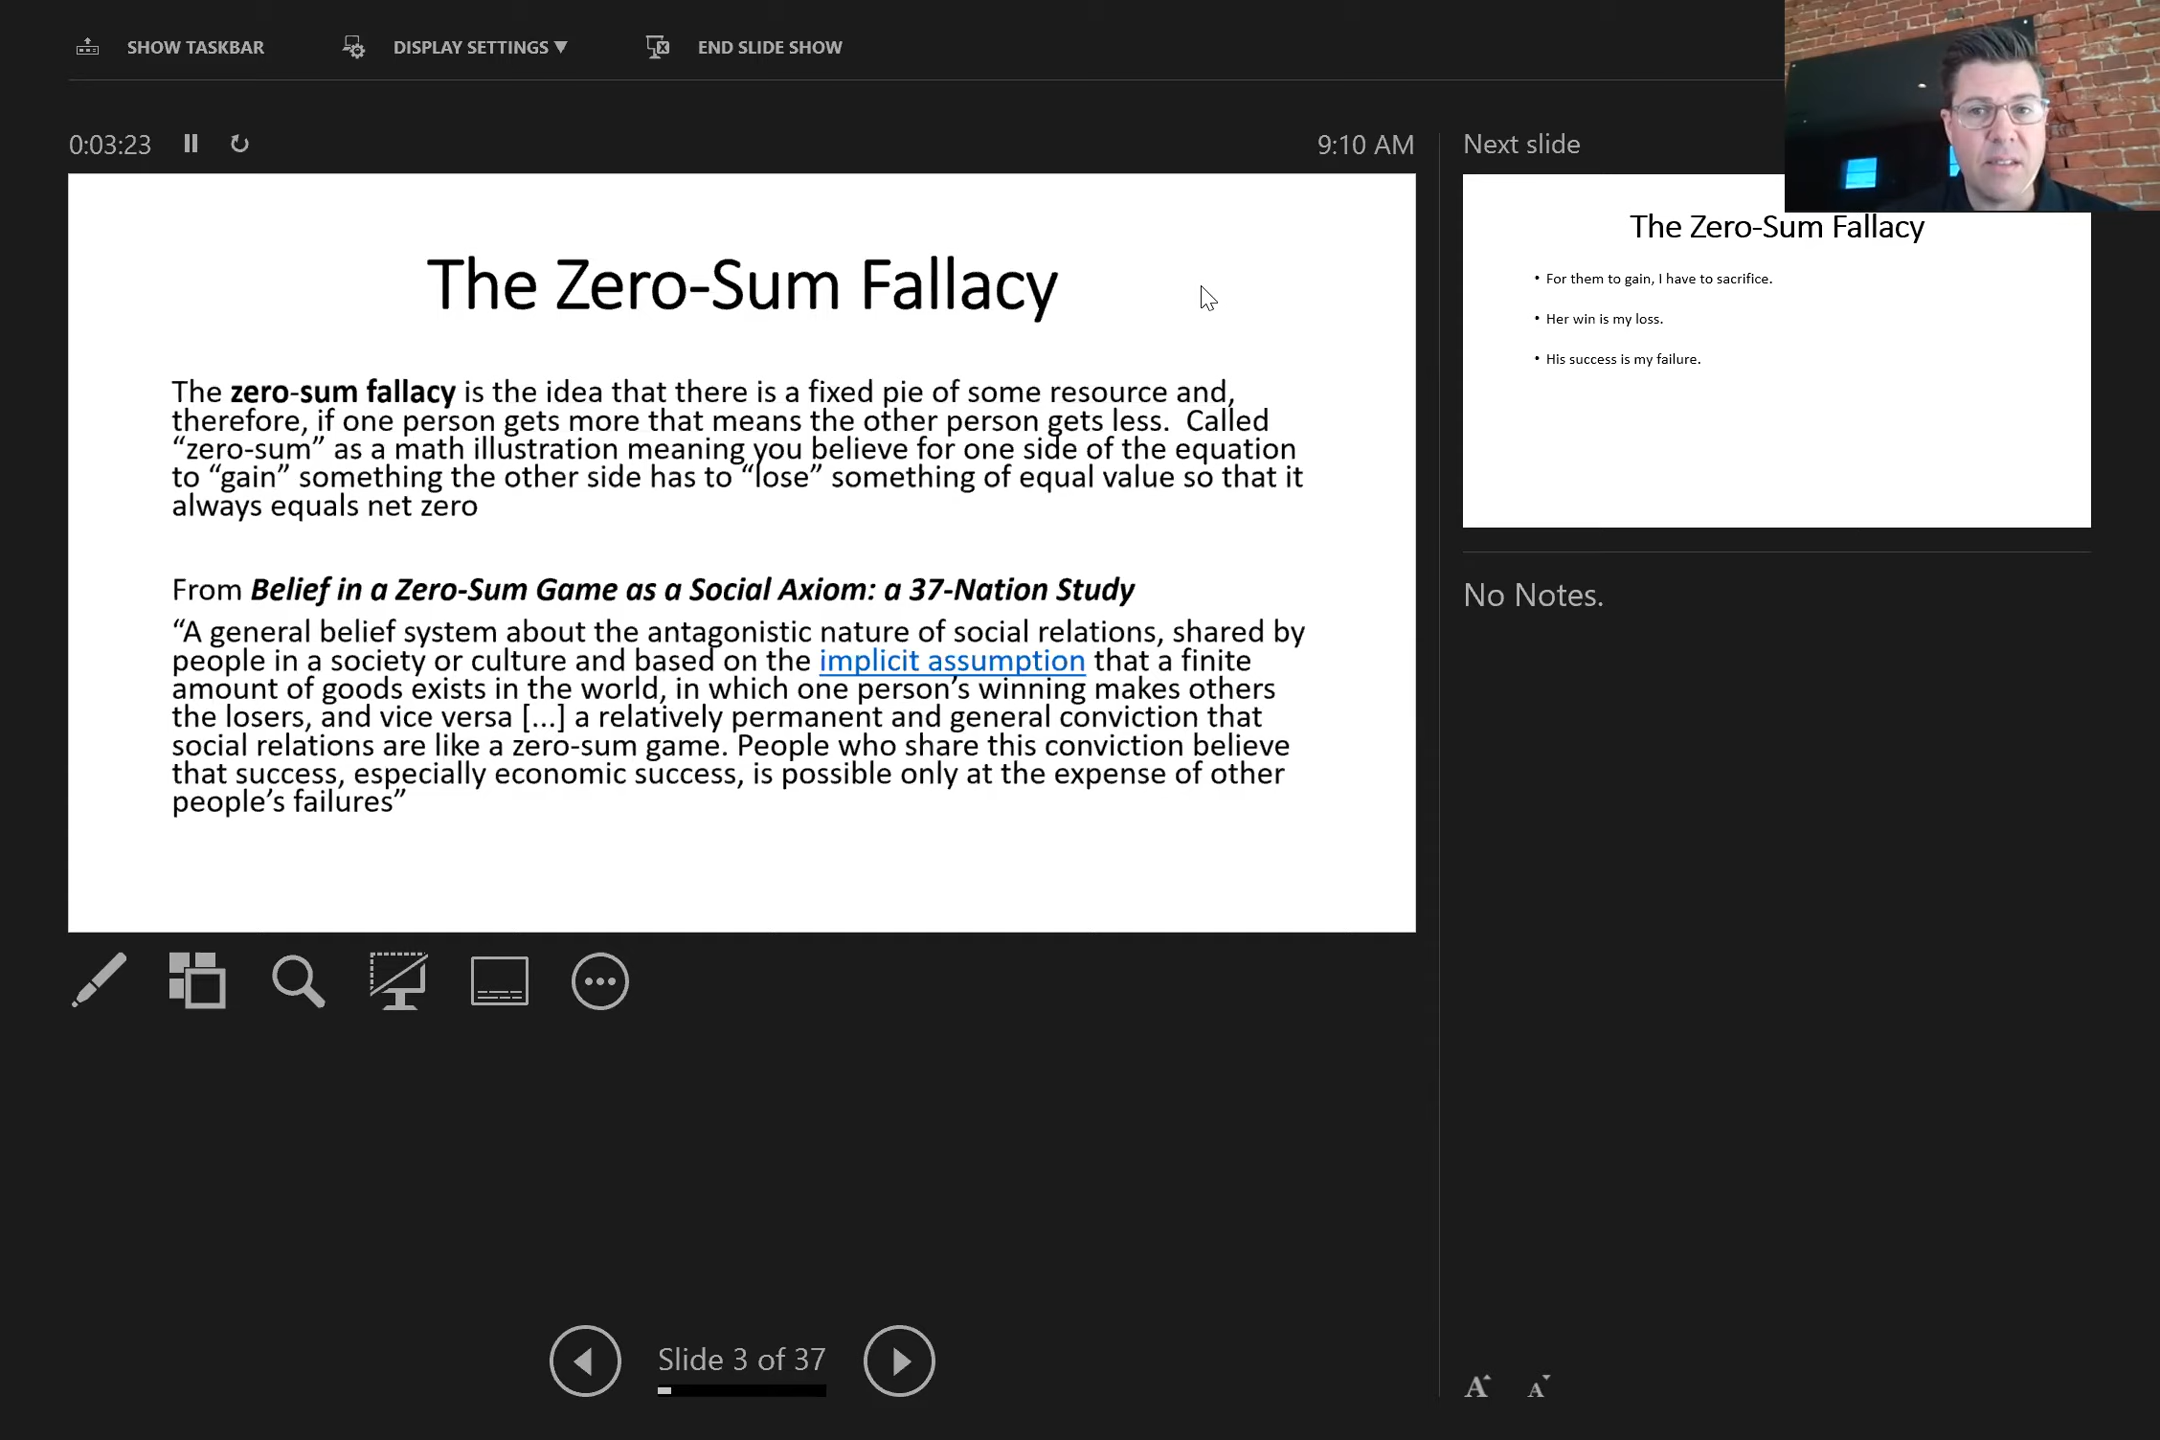 SHOW TASKBAR
DISPLAY SETTINGS ▼
END SLIDE SHOW
0:03:23
9:10 AM
The Zero-Sum Fallacy
The zero-sum fallacy is the idea that there is a fixed pie of some resource and,
therefore, if one person gets more that means the other person gets less.  Called
“zero-sum” as a math illustration meaning you believe for one side of the equation
to “gain” something the other side has to “lose” something of equal value so that it
always equals net zero
From Belief in a Zero-Sum Game as a Social Axiom: a 37-Nation Study
“A general belief system about the antagonistic nature of social relations, shared by
people in a society or culture and based on the implicit assumption that a finite
amount of goods exists in the world, in which one person’s winning makes others
the losers, and vice versa [...] a relatively permanent and general conviction that
social relations are like a zero-sum game. People who share this conviction believe
that success, especially economic success, is possible only at the expense of other
people’s failures”
Slide 3 of 37
Next slide
The Zero-Sum Fallacy
• For them to gain, I have to sacrifice.
• Her win is my loss.
• His success is my failure.
No Notes.
A A